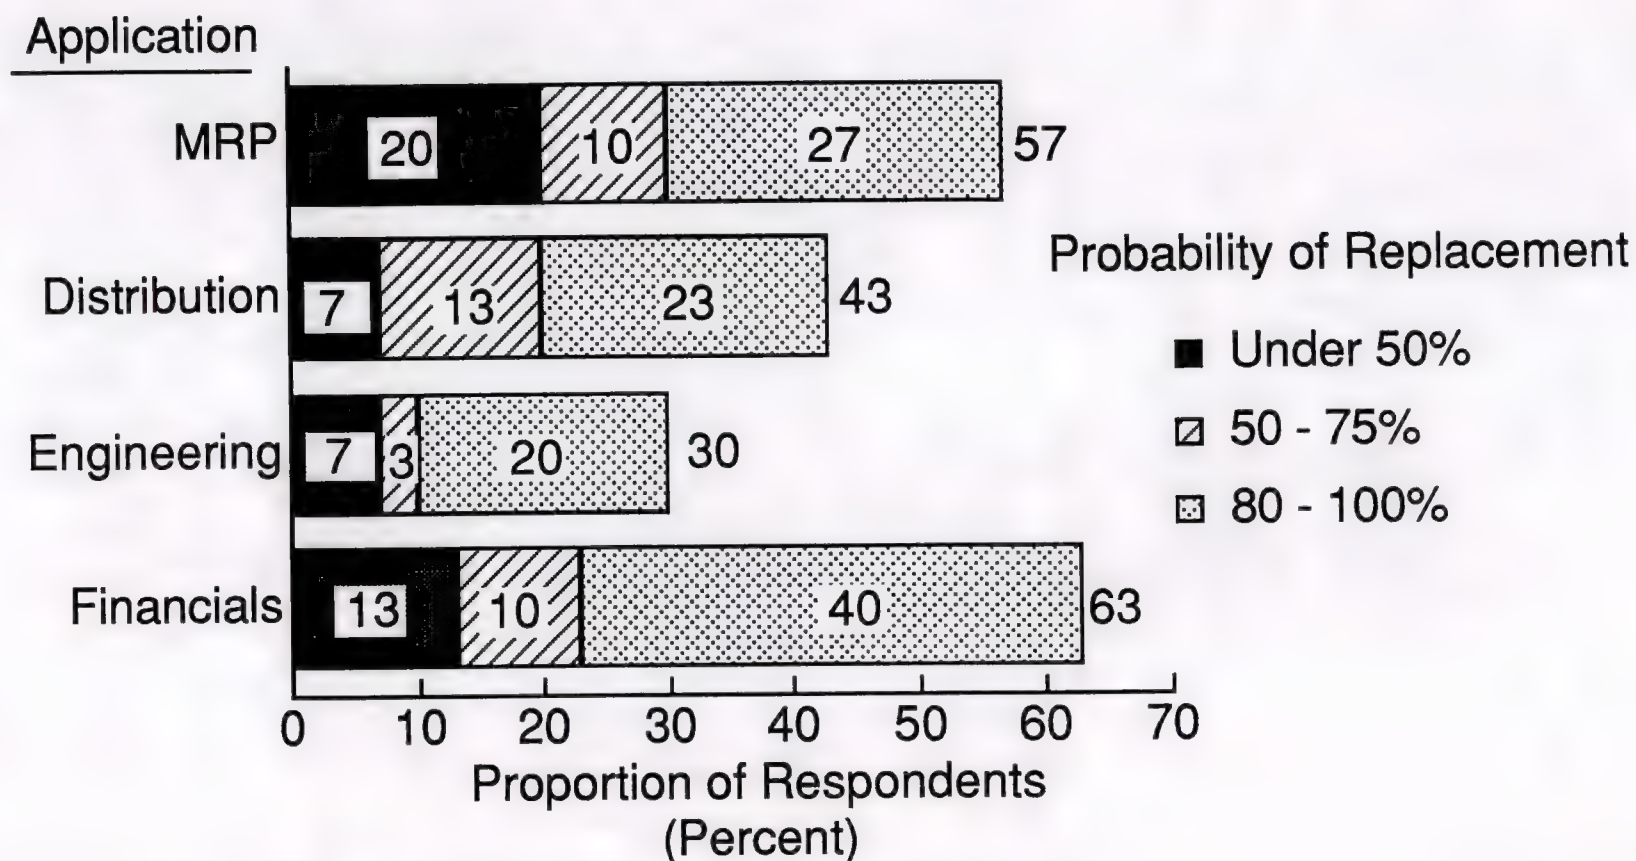 Application
MRP
20
10
27
57
Distribution
7
13
23
43
Engineering
7
3
20
30
Financials
13
10
40
63
0 10 20 30 40 50 60 70
Proportion of Respondents
(Percent)
Probability of Replacement
Under 50%
50 - 75%
80 - 100%